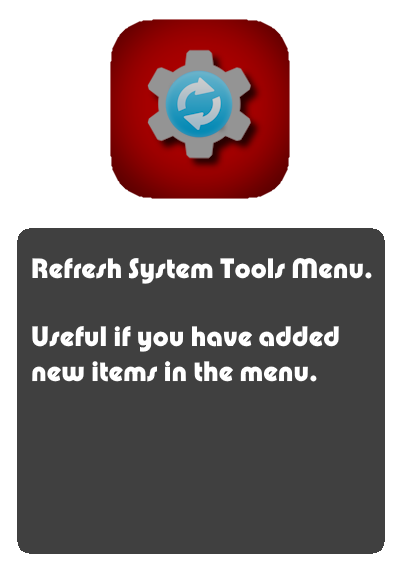 Refresh System Tools Menu.
Useful if you have added
new items in the menu.